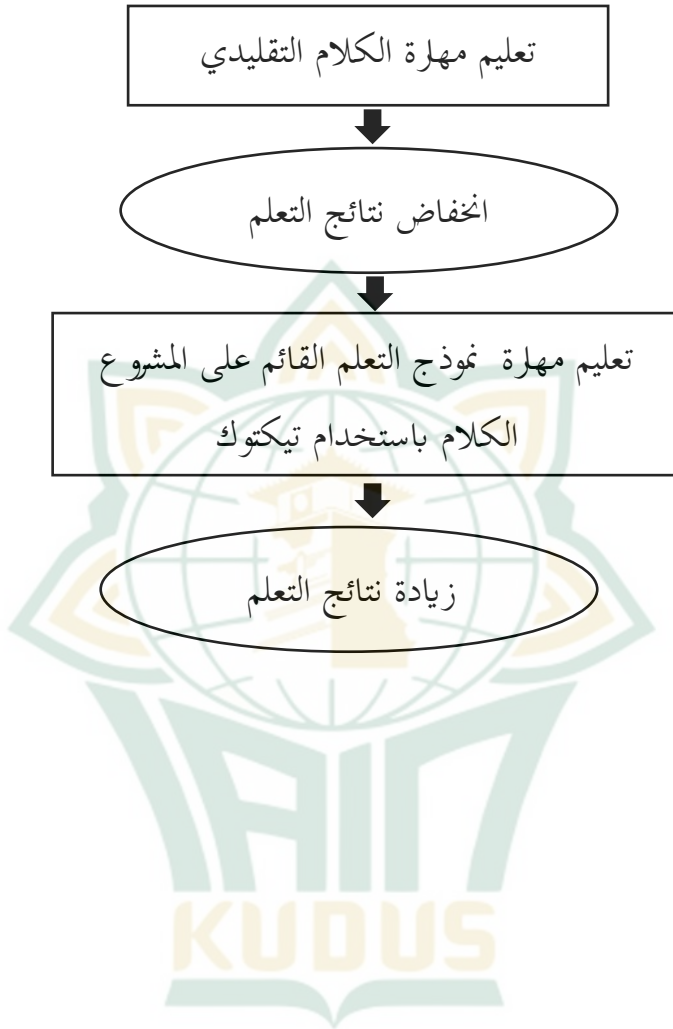 تعليم مهارة الكلام التقليدي
انخفاض نتائج التعلم
تعليم مهارة نموذج التعلم القائم على المشروع
الكلام باستخدام تيكتوك
زيادة نتائج التعلم
IAIN
KUDUS